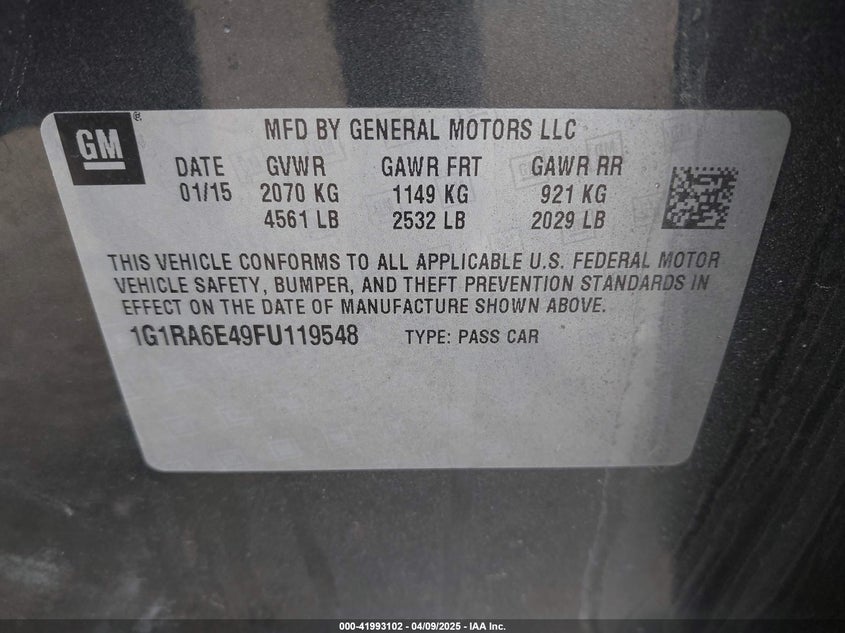 GM
MFD BY GENERAL MOTORS LLC
DATE GVWR GAWR FRT GAWR RR
01/15 2070 KG 1149 KG 921 KG
4561 LB 2532 LB 2029 LB
THIS VEHICLE CONFORMS TO ALL APPLICABLE U.S. FEDERAL MOTOR
VEHICLE SAFETY, BUMPER, AND THEFT PREVENTION STANDARDS IN
EFFECT ON THE DATE OF MANUFACTURE SHOWN ABOVE.
1G1RA6E49FU119548 TYPE: PASS CAR
000-41993102 - 04/09/2025 - IAA Inc.